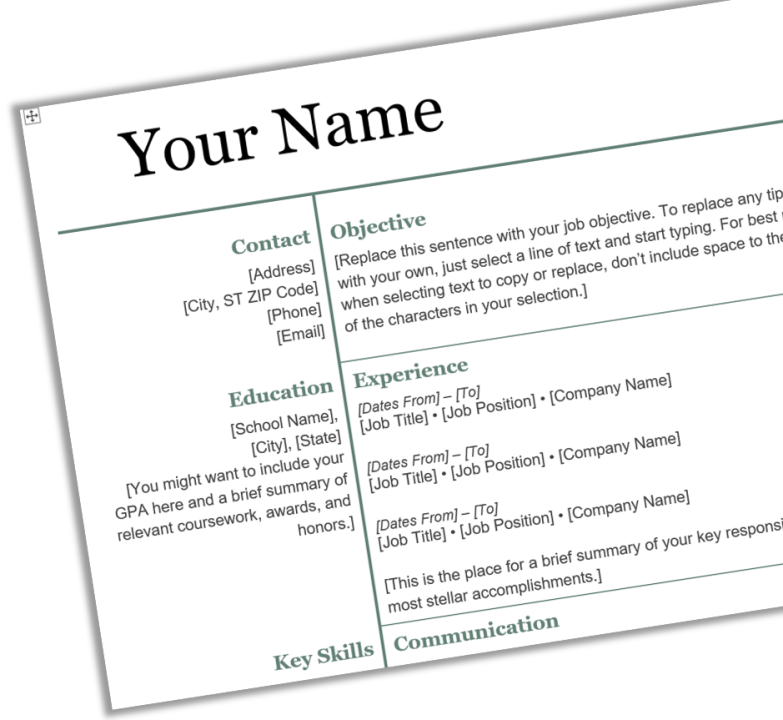 Your Name
Contact
[Address]
[City, ST ZIP Code]
[Phone]
[Email]
Education
[School Name],
[City], [State]
[You might want to include your
GPA here and a brief summary of
relevant coursework, awards, and
honors.]
Key Skills
Objective
[Replace this sentence with your job objective. To replace any tip
with your own, just select a line of text and start typing. For best
when selecting text to copy or replace, don't include space to the
of the characters in your selection.]
Experience
[Dates From] – [To]
[Job Title] • [Job Position] • [Company Name]
[Dates From] – [To]
[Job Title] • [Job Position] • [Company Name]
[Dates From] – [To]
[Job Title] • [Job Position] • [Company Name]
[This is the place for a brief summary of your key responsi
most stellar accomplishments.]
Communication